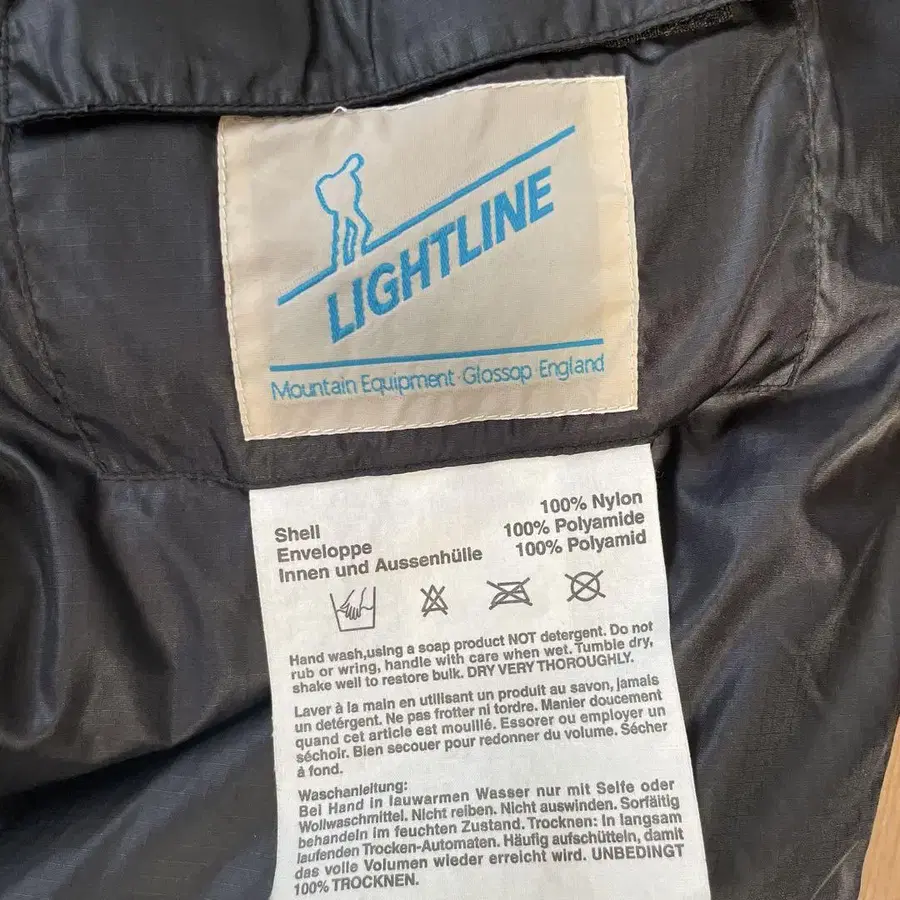 LIGHTLINE
Mountain Equipment · Glossop · England
Shell 100% Nylon
Enveloppe 100% Polyamide
Innen und Aussenhülle 100% Polyamid
Hand wash,using a soap product NOT detergent. Do not
rub or wring, handle with care when wet. Tumble dry,
shake well to restore bulk. DRY VERY THOROUGHLY.
Laver à la main en utilisant un produit au savon, jamais
un detérgent. Ne pas frotter ni tordre. Manier doucement
quand cet article est mouillé. Essorer ou employer un
séchoir. Bien secouer pour redonner du volume. Sécher
à fond.
Waschanleitung:
Bei Hand in lauwarmen Wasser nur mit Selfe oder
Wollwaschmittel. Nicht reiben. Nicht auswinden. Sorfältig
behandeln im feuchten Zustand. Trocknen: In langsam
laufenden Trocken-Automaten. Häufig aufschütteln, damit
das volle Volumen wieder erreicht wird. UNBEDINGT
100% TROCKNEN.